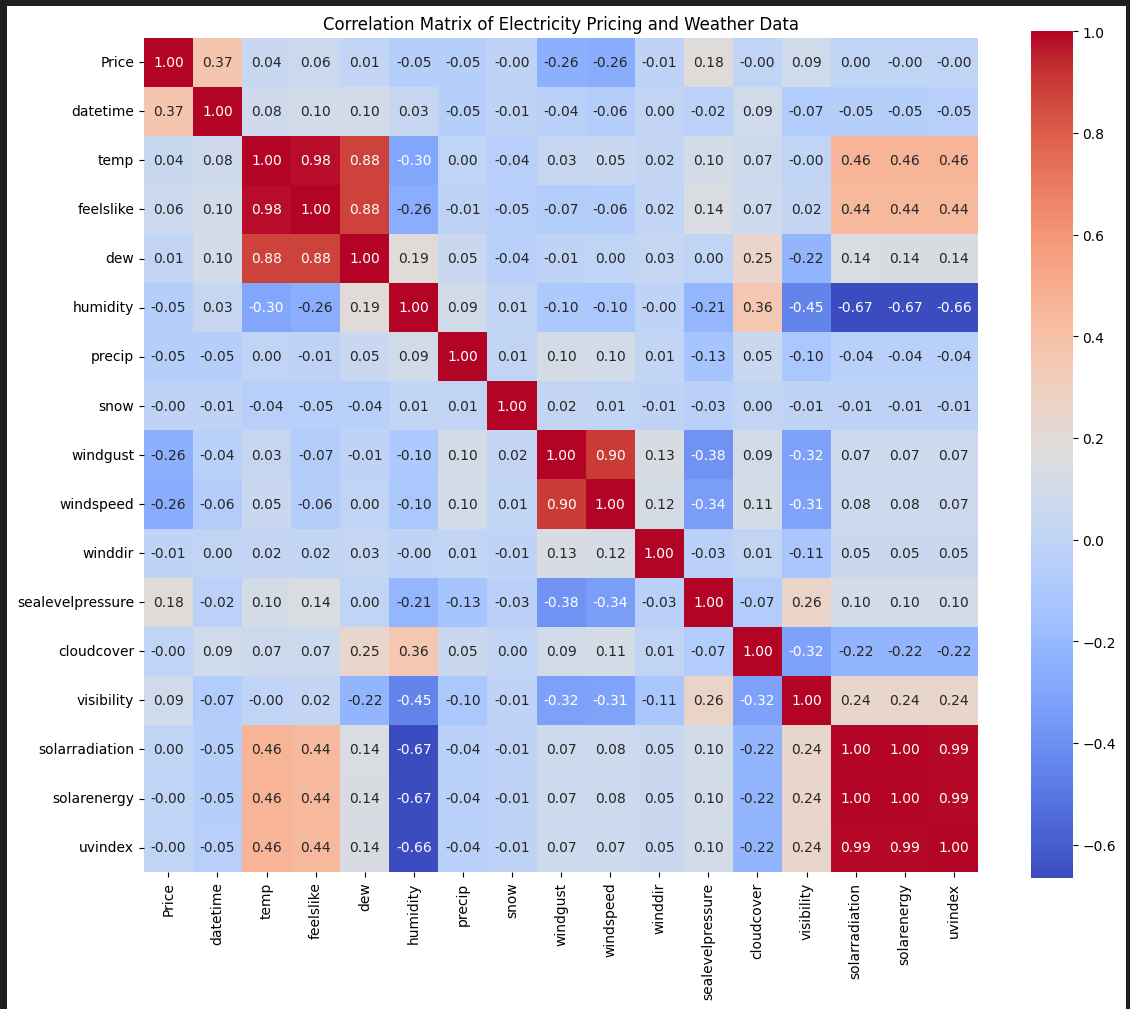 Correlation Matrix of Electricity Pricing and Weather Data
Price 1.00 0.37 0.04 0.06 0.01 -0.05 -0.05 -0.00 -0.26 -0.26 -0.01 0.18 -0.00 0.09 0.00 -0.00 -0.00
datetime 0.37 1.00 0.08 0.10 0.10 0.03 -0.05 -0.01 -0.04 -0.06 0.00 -0.02 0.09 -0.07 -0.05 -0.05 -0.05
temp 0.04 0.08 1.00 0.98 0.88 -0.30 0.00 -0.04 0.03 0.05 0.02 0.10 0.07 -0.00 0.46 0.46 0.46
feelslike 0.06 0.10 0.98 1.00 0.88 -0.26 -0.01 -0.05 -0.07 -0.06 0.02 0.14 0.07 0.02 0.44 0.44 0.44
dew 0.01 0.10 0.88 0.88 1.00 0.19 0.05 -0.04 -0.01 0.00 0.03 0.00 0.25 -0.22 0.14 0.14 0.14
humidity -0.05 0.03 -0.30 -0.26 0.19 1.00 0.09 0.01 -0.10 -0.10 -0.00 -0.21 0.36 -0.45 -0.67 -0.67 -0.66
precip -0.05 -0.05 0.00 -0.01 0.05 0.09 1.00 0.01 0.10 0.10 0.01 -0.13 0.05 -0.10 -0.04 -0.04 -0.04
snow -0.00 -0.01 -0.04 -0.05 -0.04 0.01 0.01 1.00 0.02 0.01 -0.01 -0.03 0.00 -0.01 -0.01 -0.01 -0.01
windgust -0.26 -0.04 0.03 -0.07 -0.01 -0.10 0.10 0.02 1.00 0.90 0.13 -0.38 0.09 -0.32 0.07 0.07 0.07
windspeed -0.26 -0.06 0.05 -0.06 0.00 -0.10 0.10 0.01 0.90 1.00 0.12 -0.34 0.11 -0.31 0.08 0.08 0.07
winddir -0.01 0.00 0.02 0.02 0.03 -0.00 0.01 -0.01 0.13 0.12 1.00 -0.03 0.01 -0.11 0.05 0.05 0.05
sealevelpressure 0.18 -0.02 0.10 0.14 0.00 -0.21 -0.13 -0.03 -0.38 -0.34 -0.03 1.00 -0.07 0.26 0.10 0.10 0.10
cloudcover -0.00 0.09 0.07 0.07 0.25 0.36 0.05 0.00 0.09 0.11 0.01 -0.07 1.00 -0.32 -0.22 -0.22 -0.22
visibility 0.09 -0.07 -0.00 0.02 -0.22 -0.45 -0.10 -0.01 -0.32 -0.31 -0.11 0.26 -0.32 1.00 0.24 0.24 0.24
solarradiation 0.00 -0.05 0.46 0.44 0.14 -0.67 -0.04 -0.01 0.07 0.08 0.05 0.10 -0.22 0.24 1.00 1.00 0.99
solarenergy -0.00 -0.05 0.46 0.44 0.14 -0.67 -0.04 -0.01 0.07 0.08 0.05 0.10 -0.22 0.24 1.00 1.00 0.99
uvindex -0.00 -0.05 0.46 0.44 0.14 -0.66 -0.04 -0.01 0.07 0.07 0.05 0.10 -0.22 0.24 0.99 0.99 1.00
Price datetime temp feelslike dew humidity precip snow windgust windspeed winddir sealevelpressure cloudcover visibility solarradiation solarenergy uvindex
1.0
0.8
0.6
0.4
0.2
0.0
−0.2
−0.4
−0.6